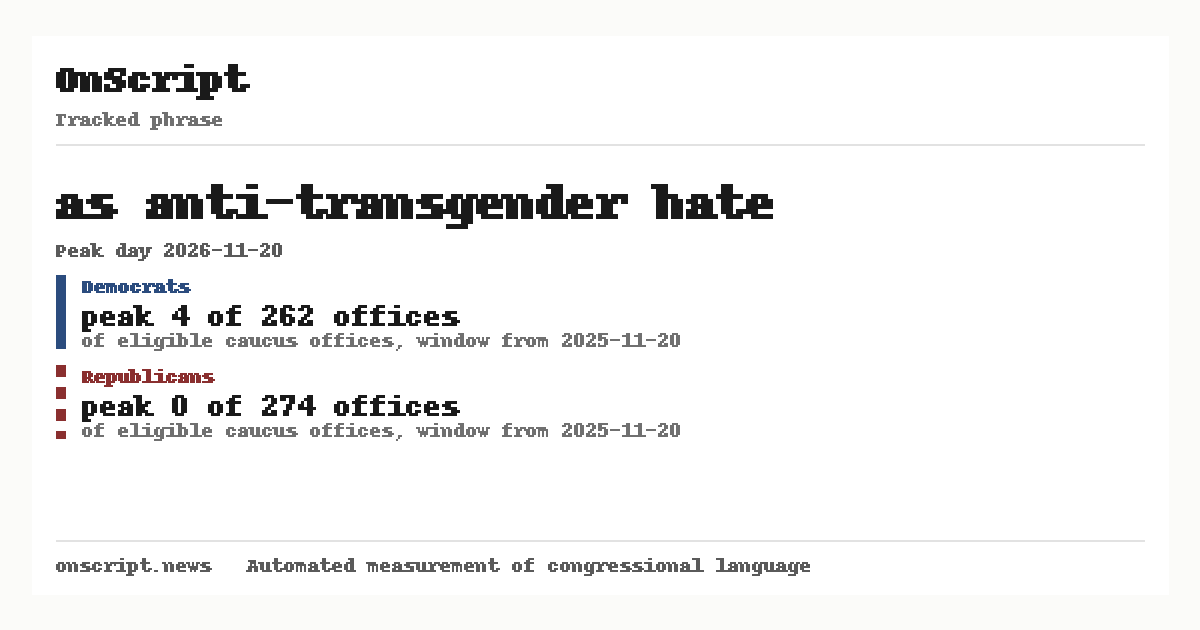 OnScript
Tracked phrase
as anti-transgender hate
Peak day 2026-11-20
Democrats
peak 4 of 262 offices
of eligible caucus offices, window from 2025-11-20
Republicans
peak 0 of 274 offices
of eligible caucus offices, window from 2025-11-20
onscript.news Automated measurement of congressional language